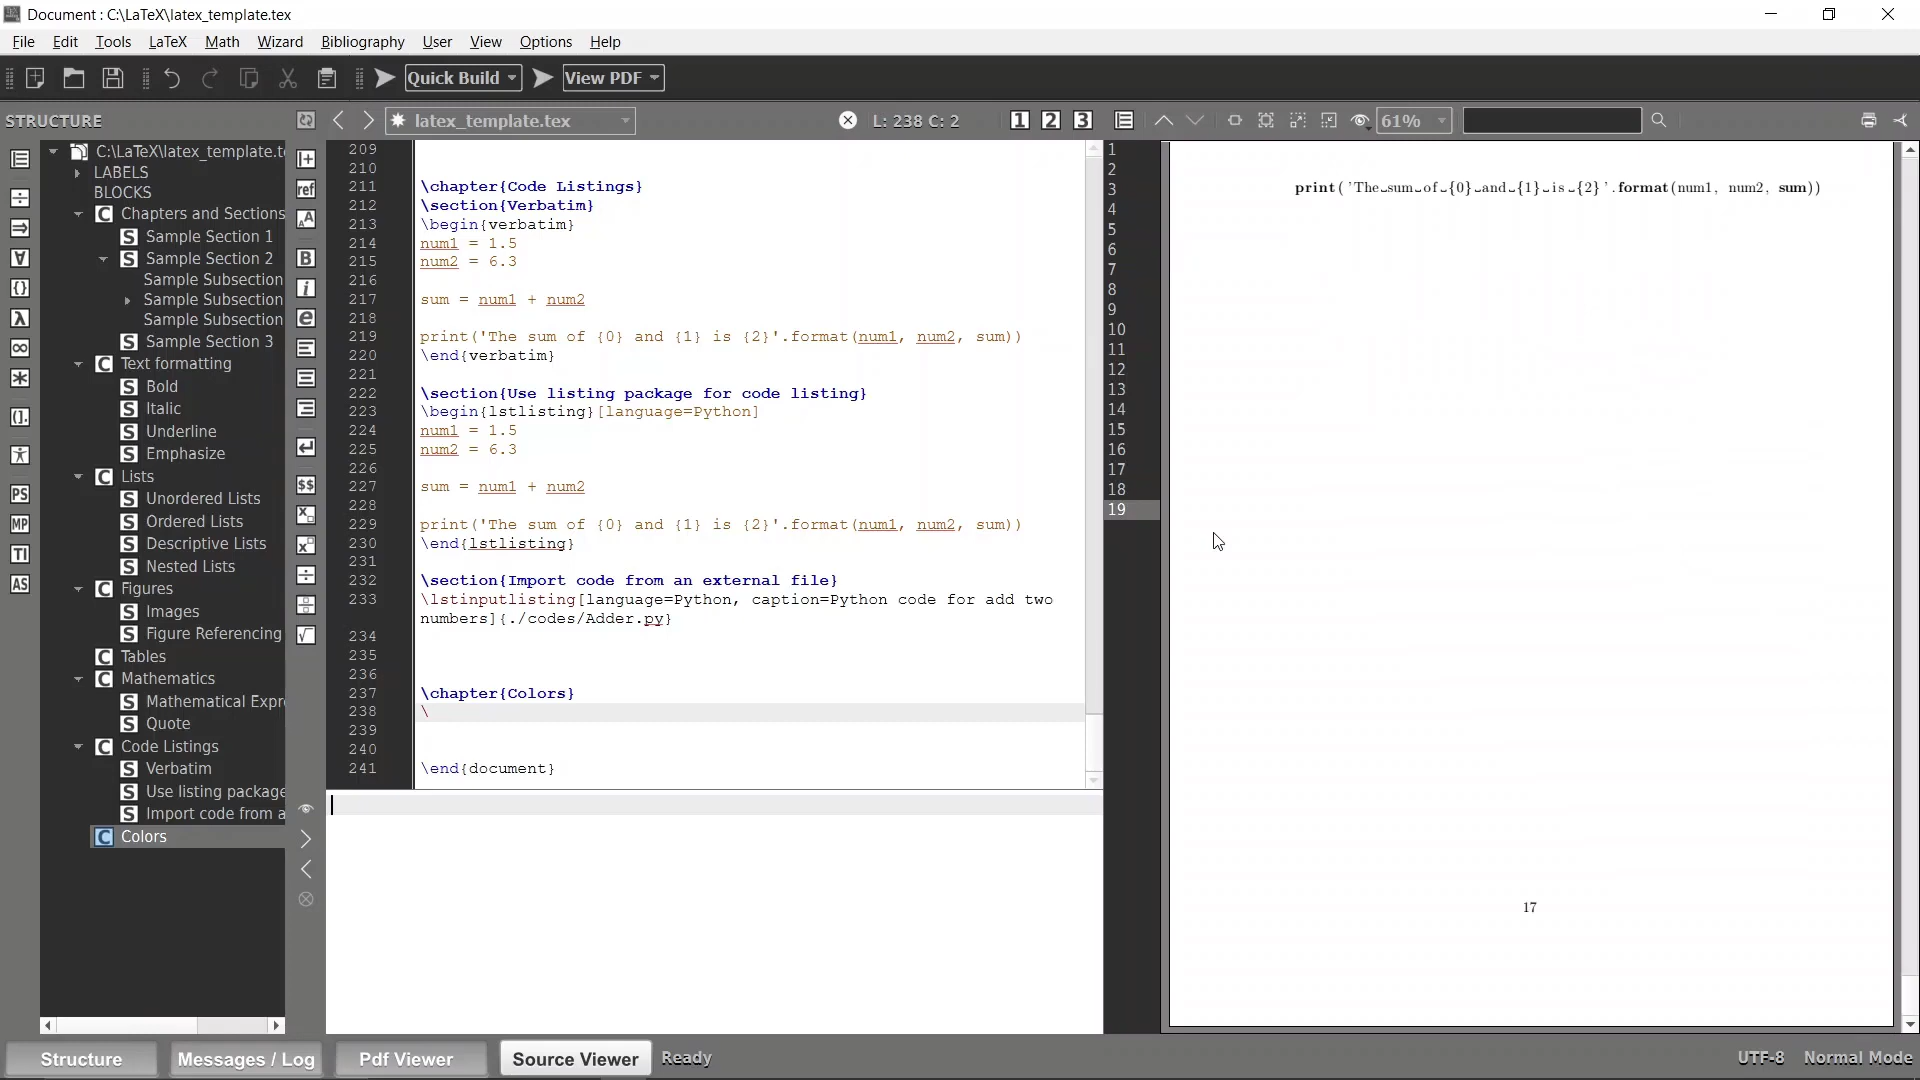 Document : C:\LaTeX\latex_template.tex
File Edit Tools LaTeX Math Wizard Bibliography User View Options Help
Quick Build View PDF
STRUCTURE
latex_template.tex
L: 238 C: 2
1 2 3
61%
C:\LaTeX\latex_template.t
LABELS
BLOCKS
C Chapters and Sections
S Sample Section 1
S Sample Section 2
Sample Subsection
Sample Subsection
Sample Subsection
S Sample Section 3
C Text formatting
S Bold
S Italic
S Underline
S Emphasize
C Lists
S Unordered Lists
S Ordered Lists
S Descriptive Lists
S Nested Lists
C Figures
S Images
S Figure Referencing
C Tables
C Mathematics
S Mathematical Expr
S Quote
C Code Listings
S Verbatim
S Use listing package
S Import code from a
C Colors
PS
MP
TI
AS
ref
B
i
e
$$
209
210
211 \chapter{Code Listings}
212 \section{Verbatim}
213 \begin{verbatim}
214 num1 = 1.5
215 num2 = 6.3
216
217 sum = num1 + num2
218
219 print('The sum of {0} and {1} is {2}'.format(num1, num2, sum))
220 \end{verbatim}
221
222 \section{Use listing package for code listing}
223 \begin{lstlisting}[language=Python]
224 num1 = 1.5
225 num2 = 6.3
226
227 sum = num1 + num2
228
229 print('The sum of {0} and {1} is {2}'.format(num1, num2, sum))
230 \end{lstlisting}
231
232 \section{Import code from an external file}
233 \lstinputlisting[language=Python, caption=Python code for add two
numbers]{./codes/Adder.py}
234
235
236
237 \chapter{Colors}
238 \
239
240
241 \end{document}
1
2
3
4
5
6
7
8
9
10
11
12
13
14
15
16
17
18
19
print('The␣sum␣of␣{0}␣and␣{1}␣is␣{2}'.format(num1, num2, sum))
17
Structure Messages / Log Pdf Viewer Source Viewer Ready
UTF-8 Normal Mode